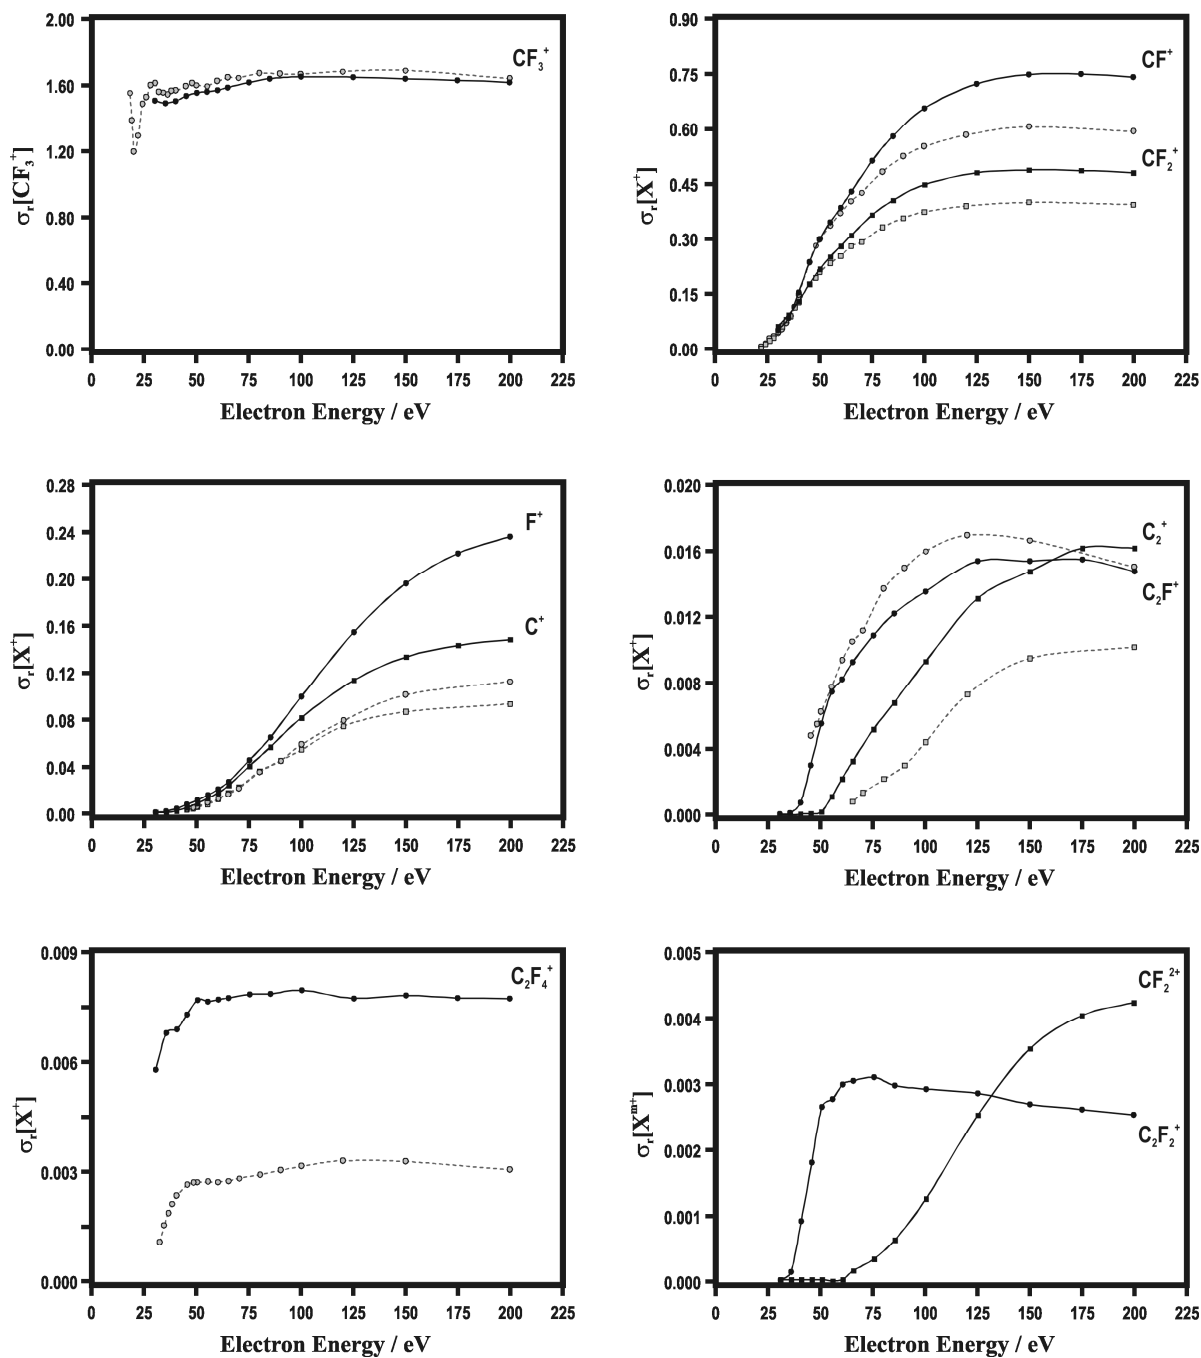 2.00
1.60
1.20
0.80
0.40
0.00
σr[CF3+]
CF3+
0 25 50 75 100 125 150 175 200 225
Electron Energy / eV
0.90
0.75
0.60
0.45
0.30
0.15
0.00
σr[X+]
CF+
CF2+
0 25 50 75 100 125 150 175 200 225
Electron Energy / eV
0.28
0.24
0.20
0.16
0.12
0.08
0.04
0.00
σr[X+]
F+
C+
0 25 50 75 100 125 150 175 200 225
Electron Energy / eV
0.020
0.016
0.012
0.008
0.004
0.000
σr[X+]
C2+
C2F+
0 25 50 75 100 125 150 175 200 225
Electron Energy / eV
0.009
0.006
0.003
0.000
σr[X+]
C2F4+
0 25 50 75 100 125 150 175 200 225
Electron Energy / eV
0.005
0.004
0.003
0.002
0.001
0.000
σr[Xm+]
CF2 2+
C2F2+
0 25 50 75 100 125 150 175 200 225
Electron Energy / eV